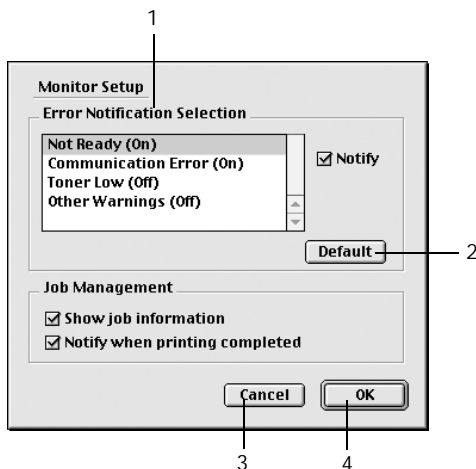 1
Monitor Setup
Error Notification Selection
Not Ready (On)
Communication Error (On)
Toner Low (Off)
Other Warnings (Off)
Notify
Default
2
Job Management
Show job information
Notify when printing completed
Cancel
OK
3
4